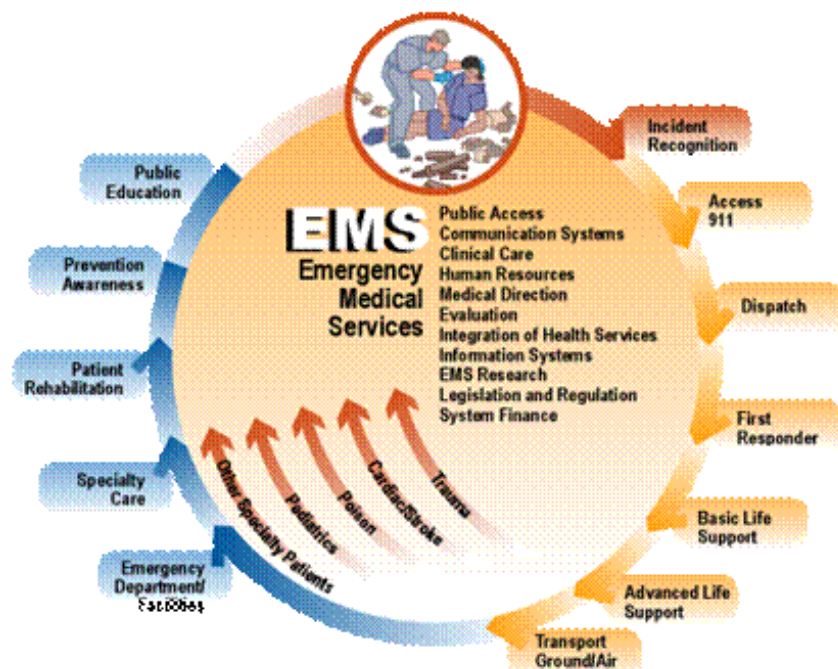 EMS
Emergency
Medical
Services
Public Access
Communication Systems
Clinical Care
Human Resources
Medical Direction
Evaluation
Integration of Health Services
Information Systems
EMS Research
Legislation and Regulation
System Finance
Incident
Recognition
Access
911
Dispatch
First
Responder
Basic Life
Support
Advanced Life
Support
Transport
Ground/Air
Emergency
Department/
Facilities
Specialty
Care
Patient
Rehabilitation
Prevention
Awareness
Public
Education
Other Specialty Patients
Pediatrics
Poison
Cardiac/Stroke
Trauma